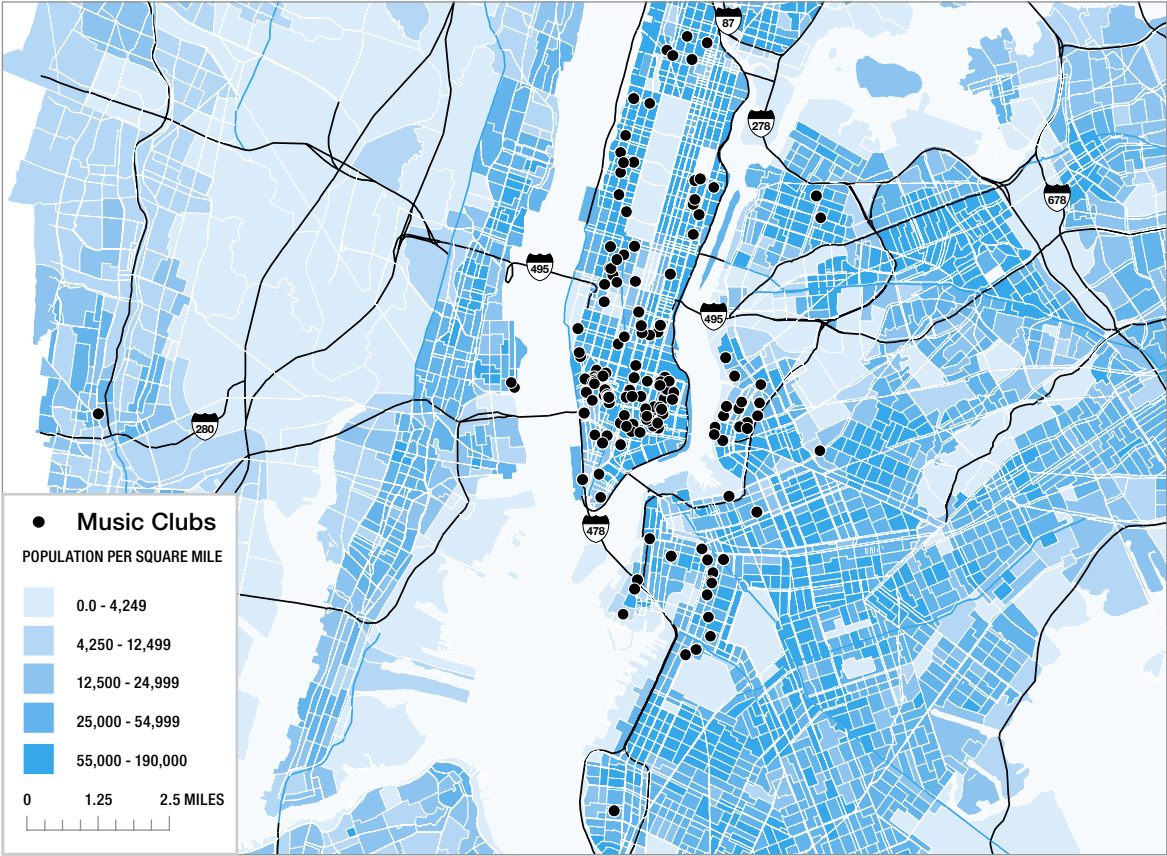 87
278
678
495
495
280
478
Music Clubs
POPULATION PER SQUARE MILE
0.0 - 4,249
4,250 - 12,499
12,500 - 24,999
25,000 - 54,999
55,000 - 190,000
0 1.25 2.5 MILES